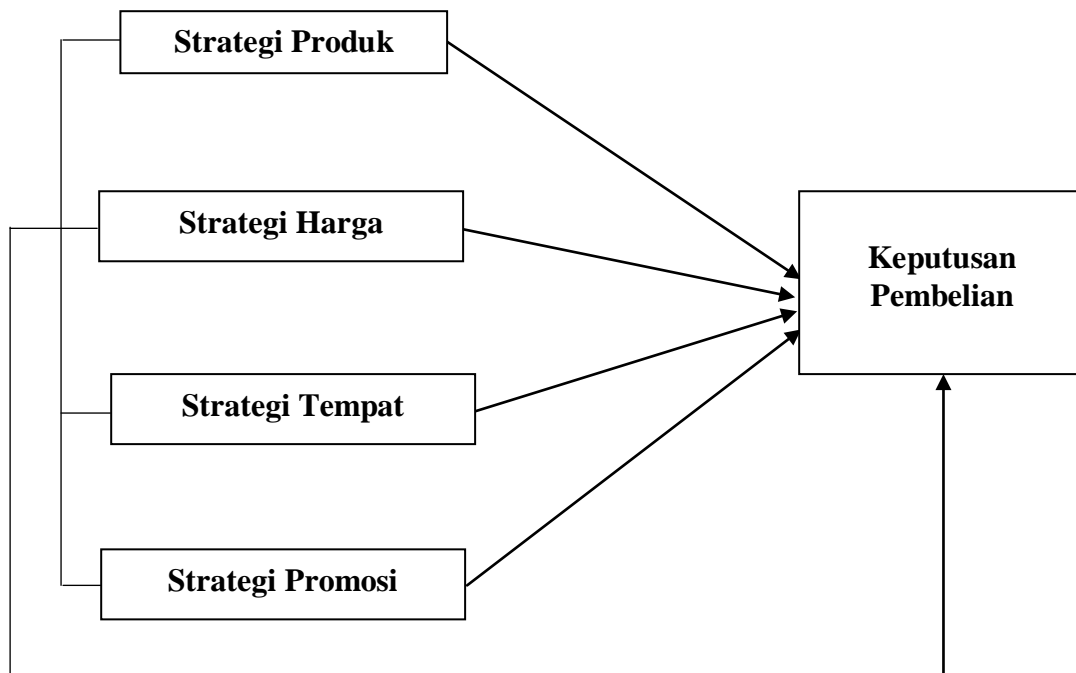 Strategi Produk
Strategi Harga
Keputusan
Pembelian
Strategi Tempat
Strategi Promosi